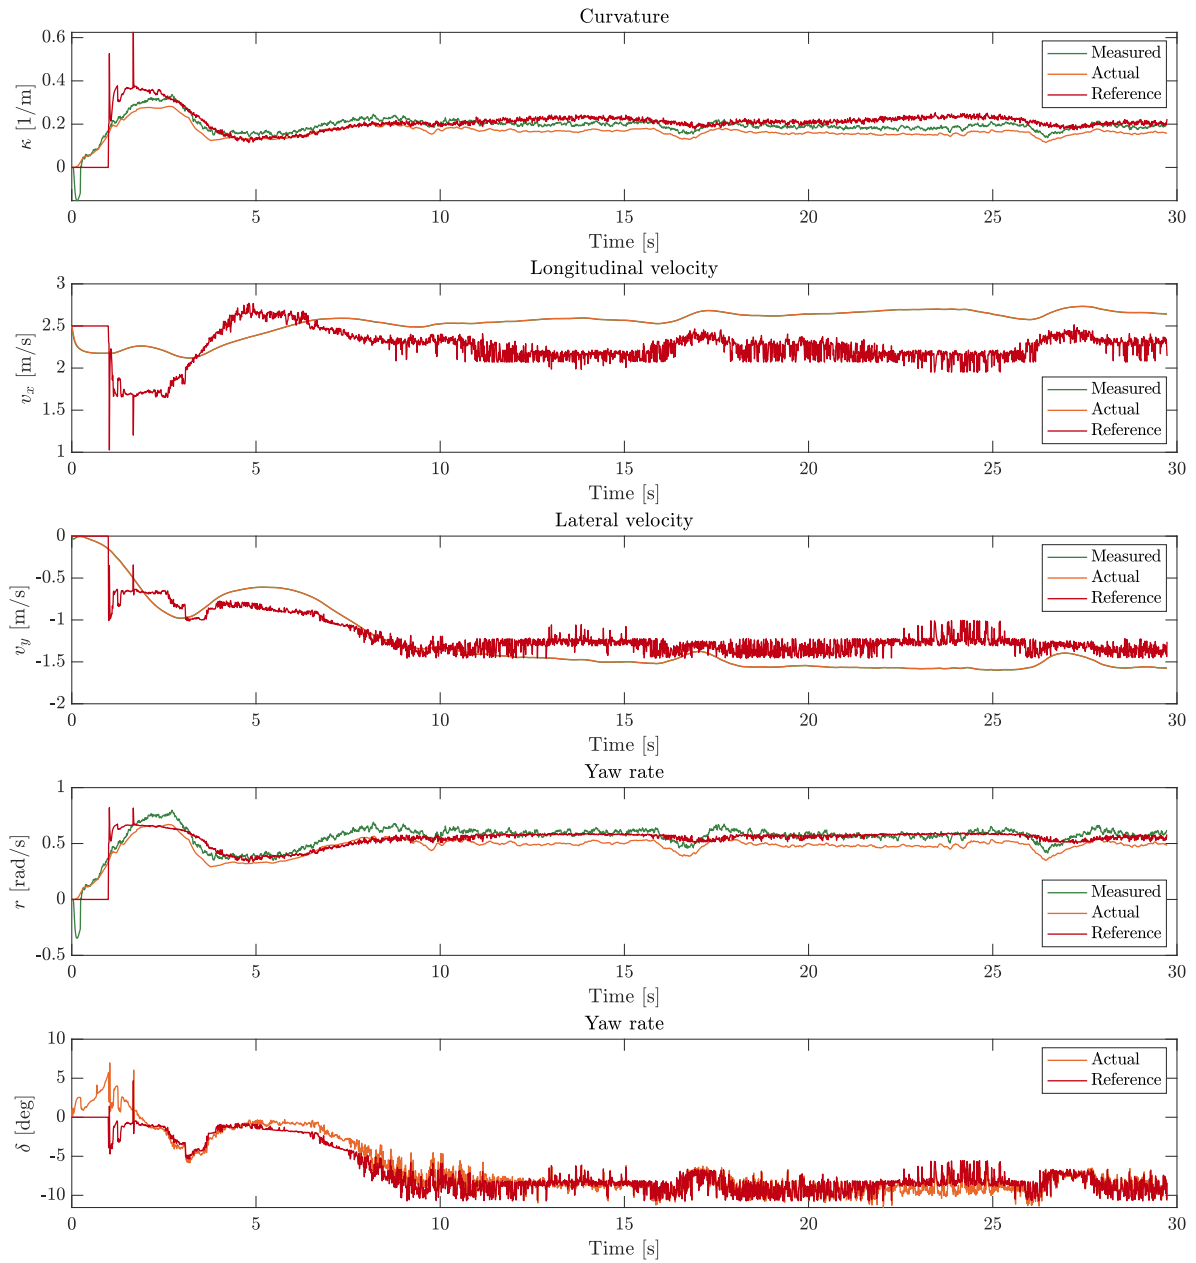 Curvature
κ [1/m]
0.6
0.4
0.2
0
Measured
Actual
Reference
0 5 10 15 20 25 30
Time [s]
Longitudinal velocity
v_x [m/s]
3
2.5
2
1.5
1
Measured
Actual
Reference
0 5 10 15 20 25 30
Time [s]
Lateral velocity
v_y [m/s]
0
-0.5
-1
-1.5
-2
Measured
Actual
Reference
0 5 10 15 20 25 30
Time [s]
Yaw rate
r [rad/s]
1
0.5
0
-0.5
Measured
Actual
Reference
0 5 10 15 20 25 30
Time [s]
Yaw rate
δ [deg]
10
5
0
-5
-10
Actual
Reference
0 5 10 15 20 25 30
Time [s]